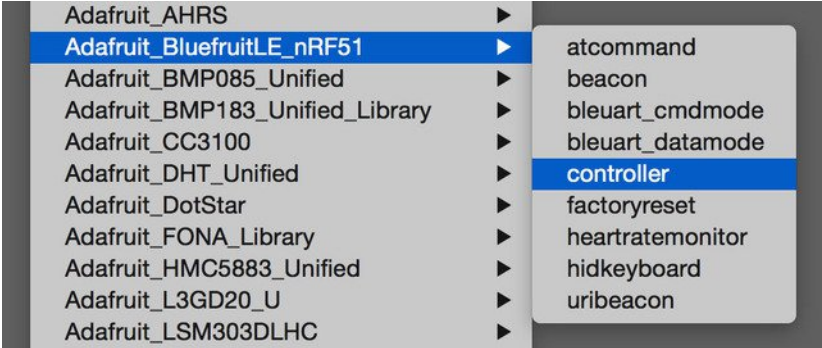 Adafruit_AHRS
Adafruit_BluefruitLE_nRF51
Adafruit_BMP085_Unified
Adafruit_BMP183_Unified_Library
Adafruit_CC3100
Adafruit_DHT_Unified
Adafruit_DotStar
Adafruit_FONA_Library
Adafruit_HMC5883_Unified
Adafruit_L3GD20_U
Adafruit_LSM303DLHC
atcommand
beacon
bleuart_cmdmode
bleuart_datamode
controller
factoryreset
heartratemonitor
hidkeyboard
uribeacon